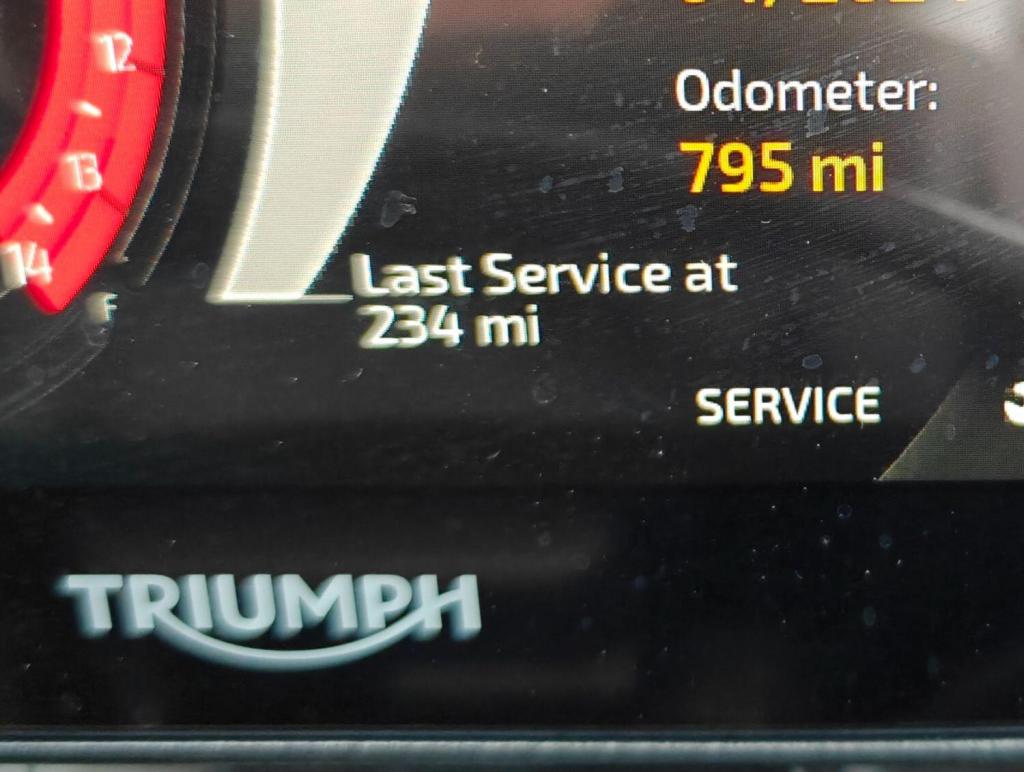 12
13
14
F
Odometer:
795 mi
Last Service at
234 mi
SERVICE
TRIUMPH